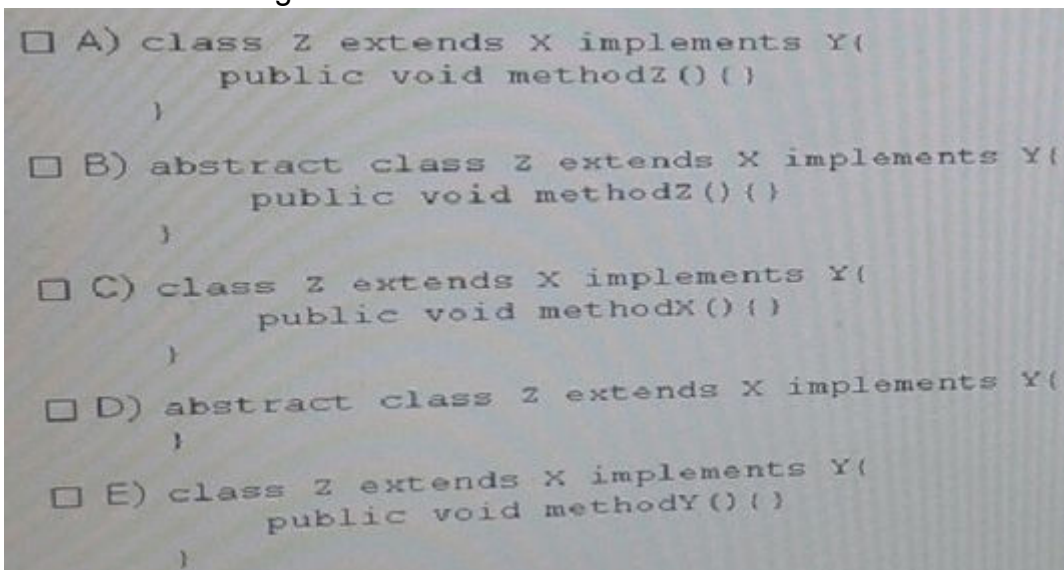 □ A) class Z extends X implements Y{
public void methodZ(){}
}
□ B) abstract class Z extends X implements Y{
public void methodZ(){}
}
□ C) class Z extends X implements Y{
public void methodX(){}
}
□ D) abstract class Z extends X implements Y{
}
□ E) class Z extends X implements Y{
public void methodY(){}
}